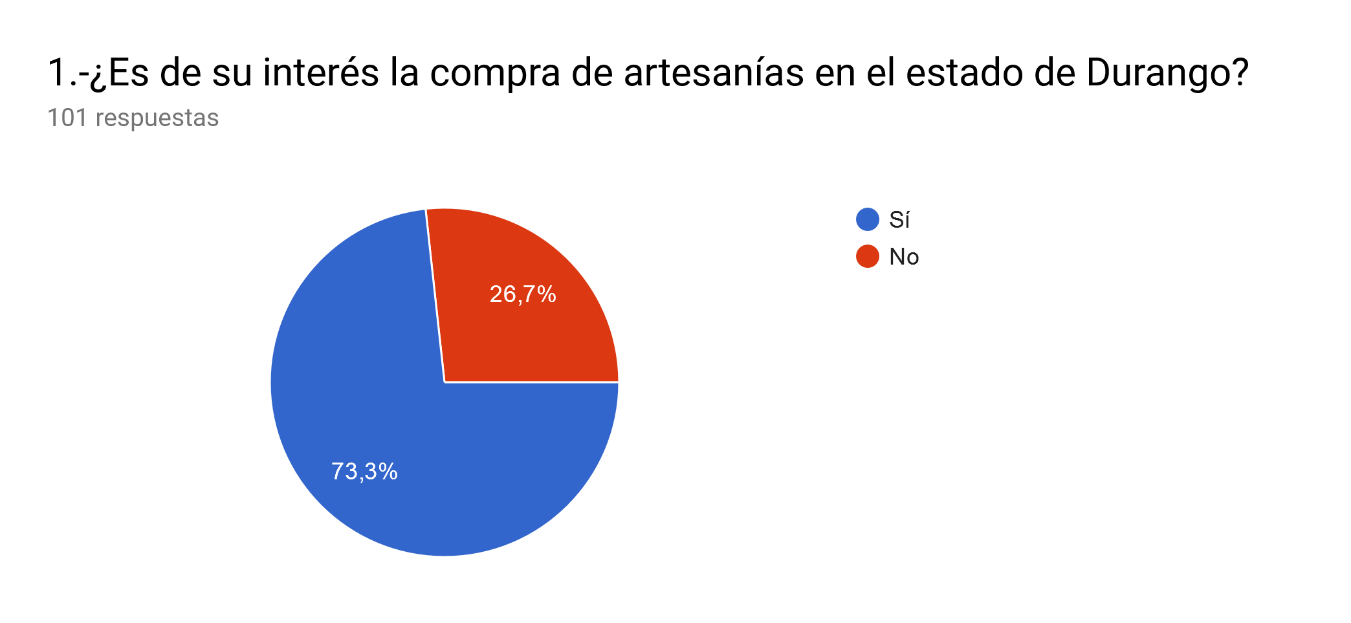 1.-¿Es de su interés la compra de artesanías en el estado de Durango?
101 respuestas
Sí
No
26,7%
73,3%